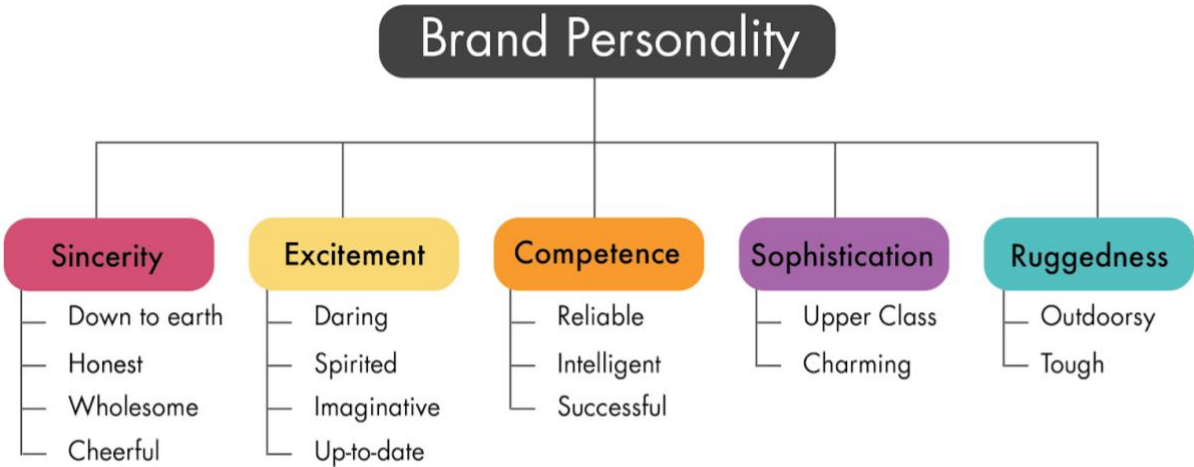 Brand Personality
Sincerity
Down to earth
Honest
Wholesome
Cheerful
Excitement
Daring
Spirited
Imaginative
Up-to-date
Competence
Reliable
Intelligent
Successful
Sophistication
Upper Class
Charming
Ruggedness
Outdoorsy
Tough